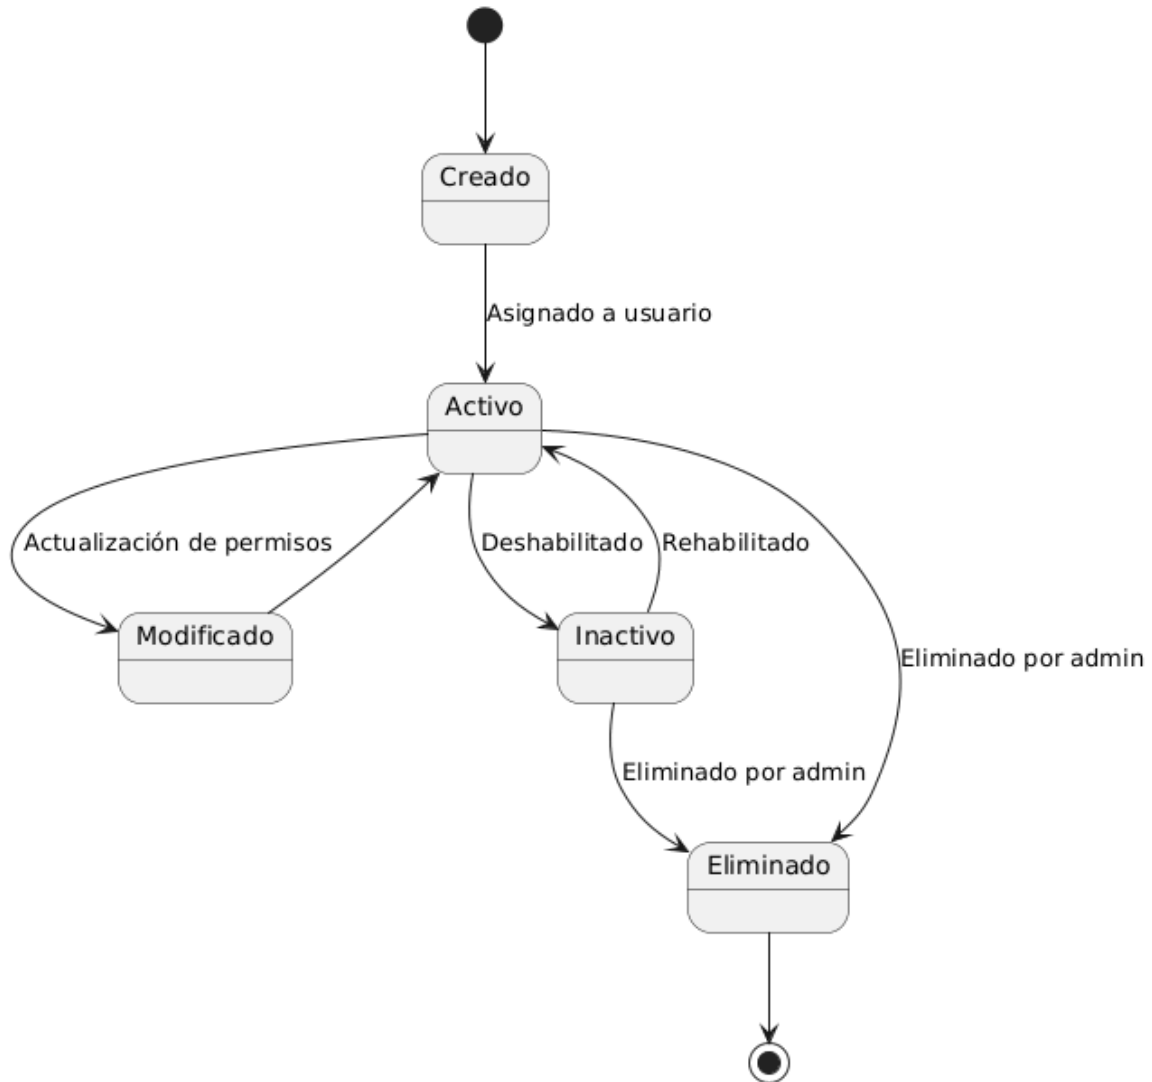 Creado
Asignado a usuario
Activo
Actualización de permisos
Deshabilitado
Rehabilitado
Modificado
Inactivo
Eliminado por admin
Eliminado por admin
Eliminado